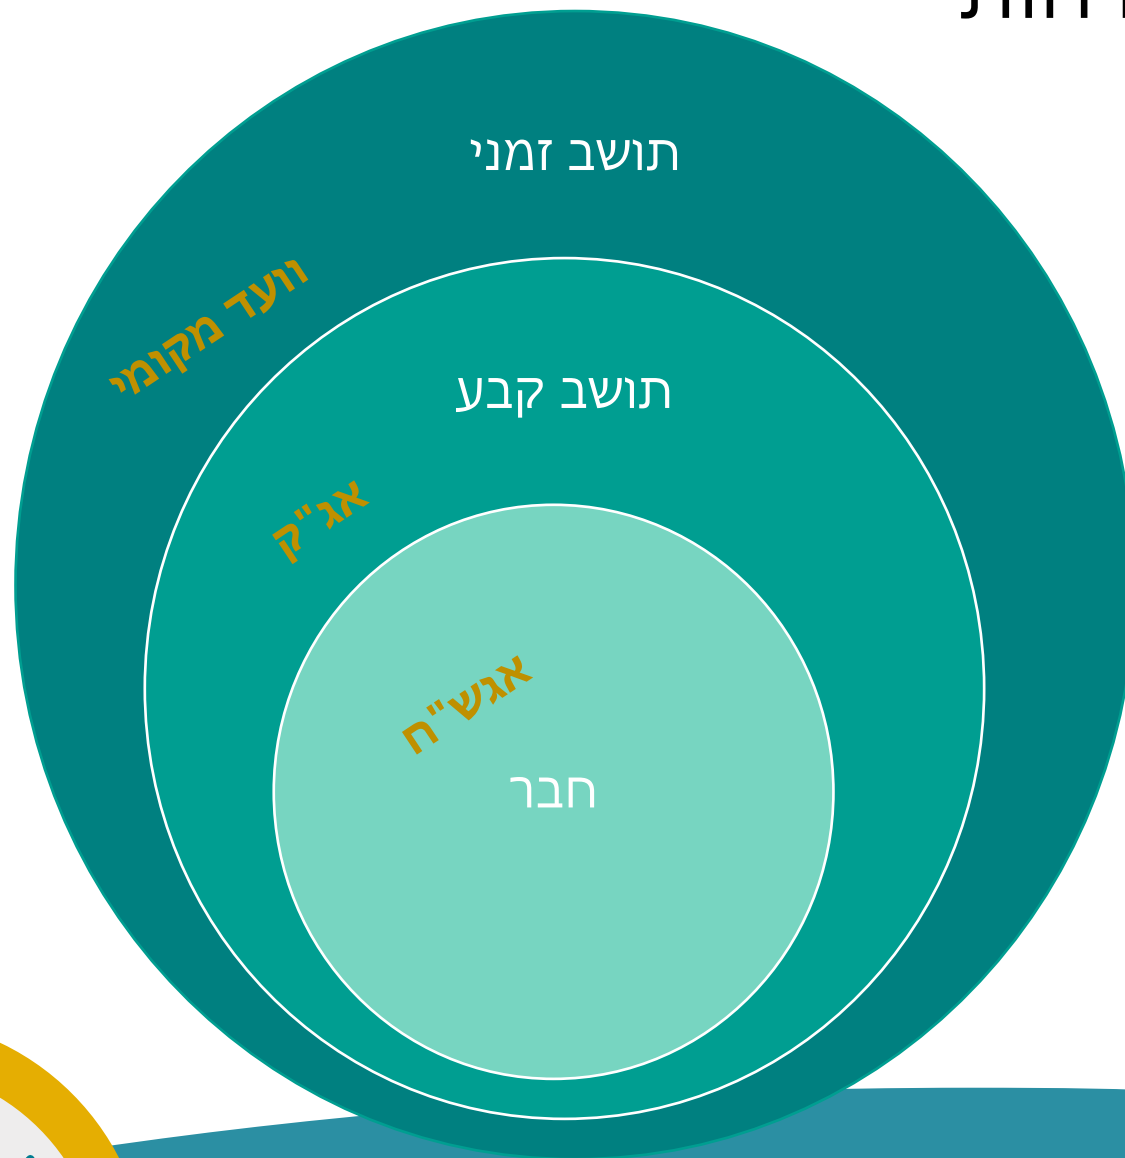 תושב זמני
וועד מקומי
תושב קבע
אג"ק
אגש"ח
חבר